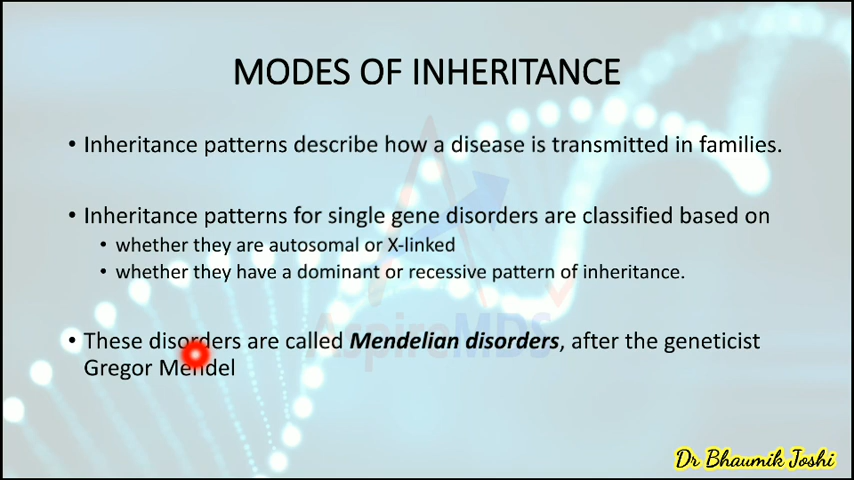 MODES OF INHERITANCE
• Inheritance patterns describe how a disease is transmitted in families.
• Inheritance patterns for single gene disorders are classified based on
• whether they are autosomal or X-linked
• whether they have a dominant or recessive pattern of inheritance.
• These disorders are called Mendelian disorders, after the geneticist
Gregor Mendel
AspireMDS
Dr Bhaumik Joshi